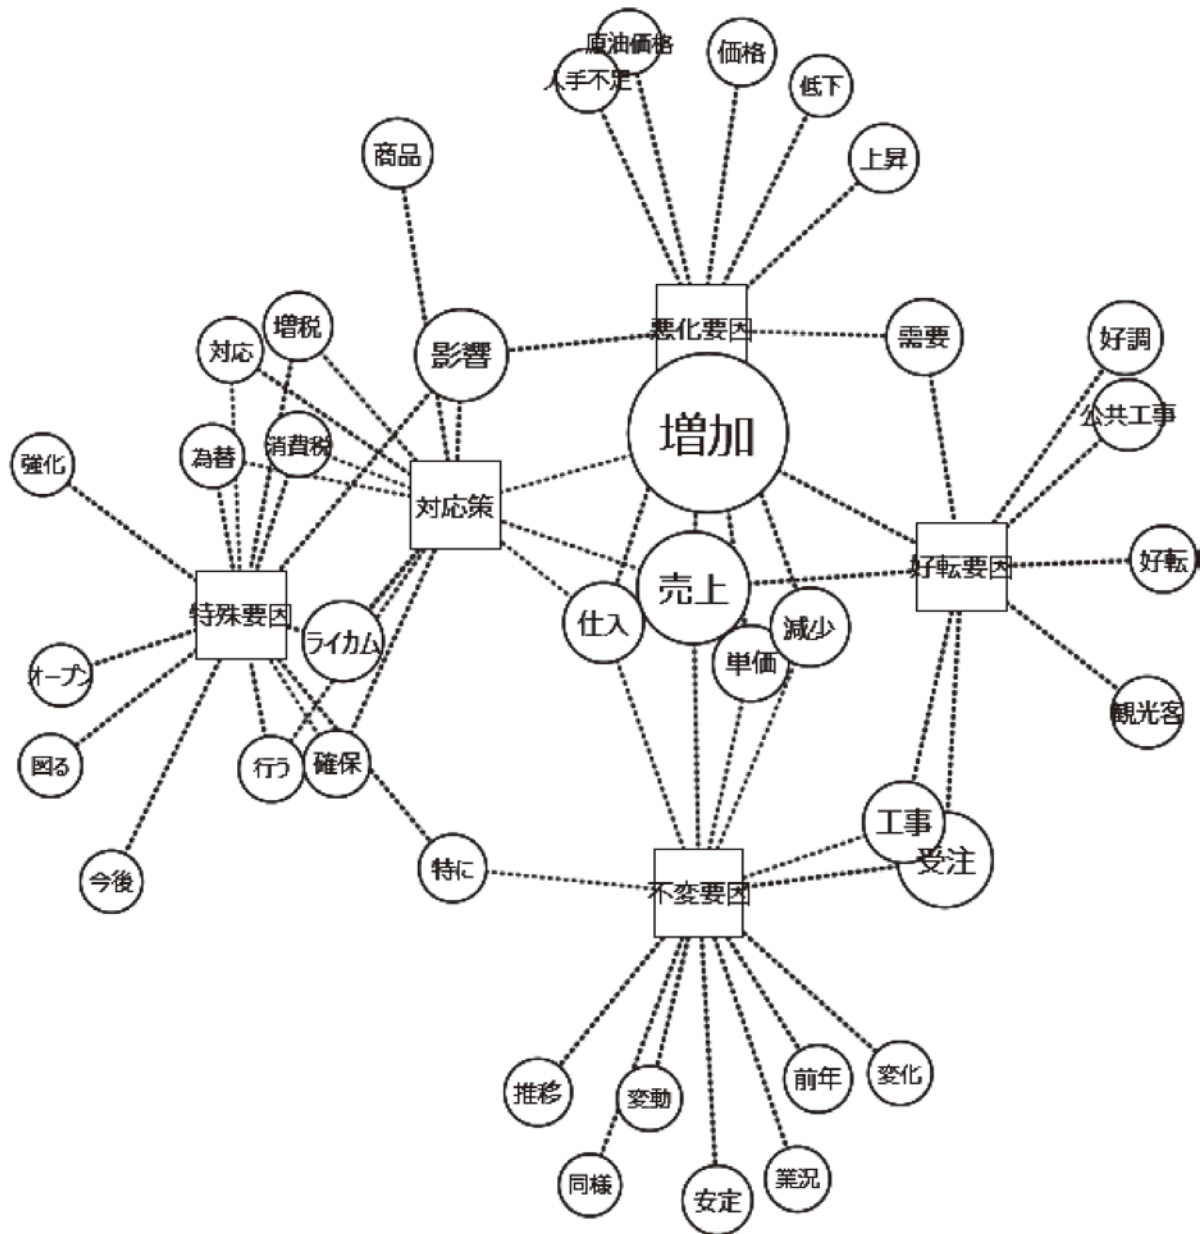 原油価格
人手不足
価格
低下
上昇
商品
悪化要因
影響
需要
好調
増税
対応
公共工事
増加
消費税
為替
強化
対応策
好転要因
好転
売上
特殊要因
仕入
減少
ライカム
単価
オープン
観光客
図る
行う
確保
工事
受注
特に
今後
不変要因
推移
変動
前年
変化
同様
安定
業況